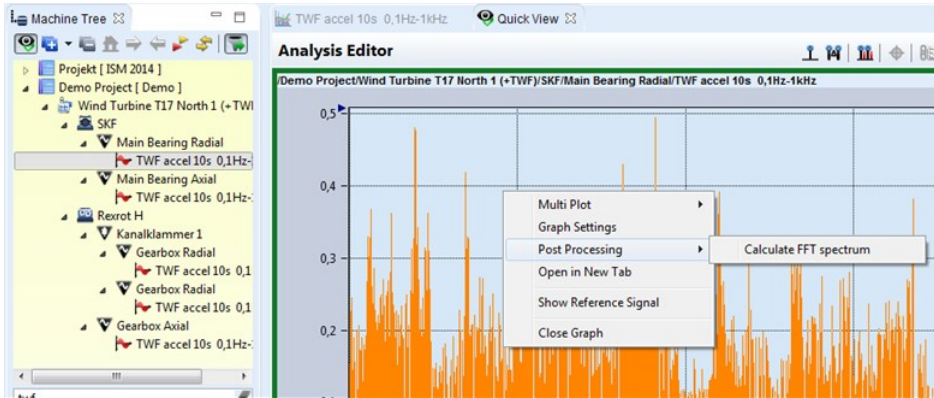 Machine Tree
Projekt [ ISM 2014 ]
Demo Project [ Demo ]
Wind Turbine T17 North 1 (+TWI
SKF
Main Bearing Radial
TWF accel 10s 0,1Hz-
Main Bearing Axial
TWF accel 10s 0,1Hz-
Rexrot H
Kanalklammer 1
Gearbox Radial
TWF accel 10s 0,1
Gearbox Radial
TWF accel 10s 0,1
Gearbox Axial
TWF accel 10s 0,1Hz-
TWF accel 10s 0,1Hz-1kHz
Quick View
Analysis Editor
/Demo Project/Wind Turbine T17 North 1 (+TWF)/SKF/Main Bearing Radial/TWF accel 10s 0,1Hz-1kHz
0,5
0,4
0,3
0,2
Multi Plot
Graph Settings
Post Processing
Calculate FFT spectrum
Open in New Tab
Show Reference Signal
Close Graph